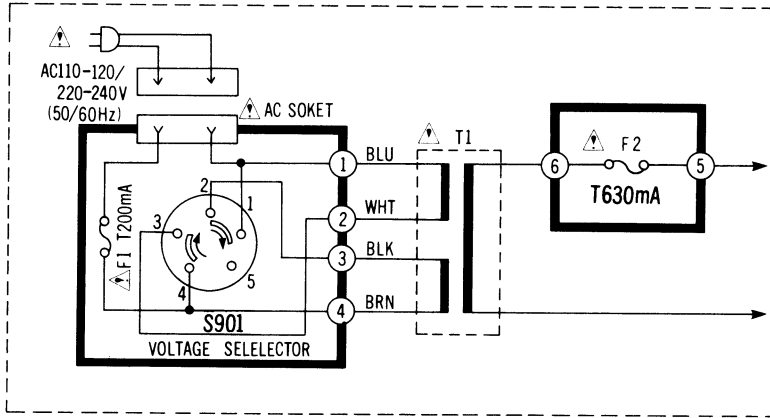 AC110-120/
220-240V
(50/60Hz)
AC SOKET
F1 T200mA
3
2
1
4
5
S901
VOLTAGE SELELECTOR
1 BLU
2 WHT
3 BLK
4 BRN
T1
6
F2
5
T630mA